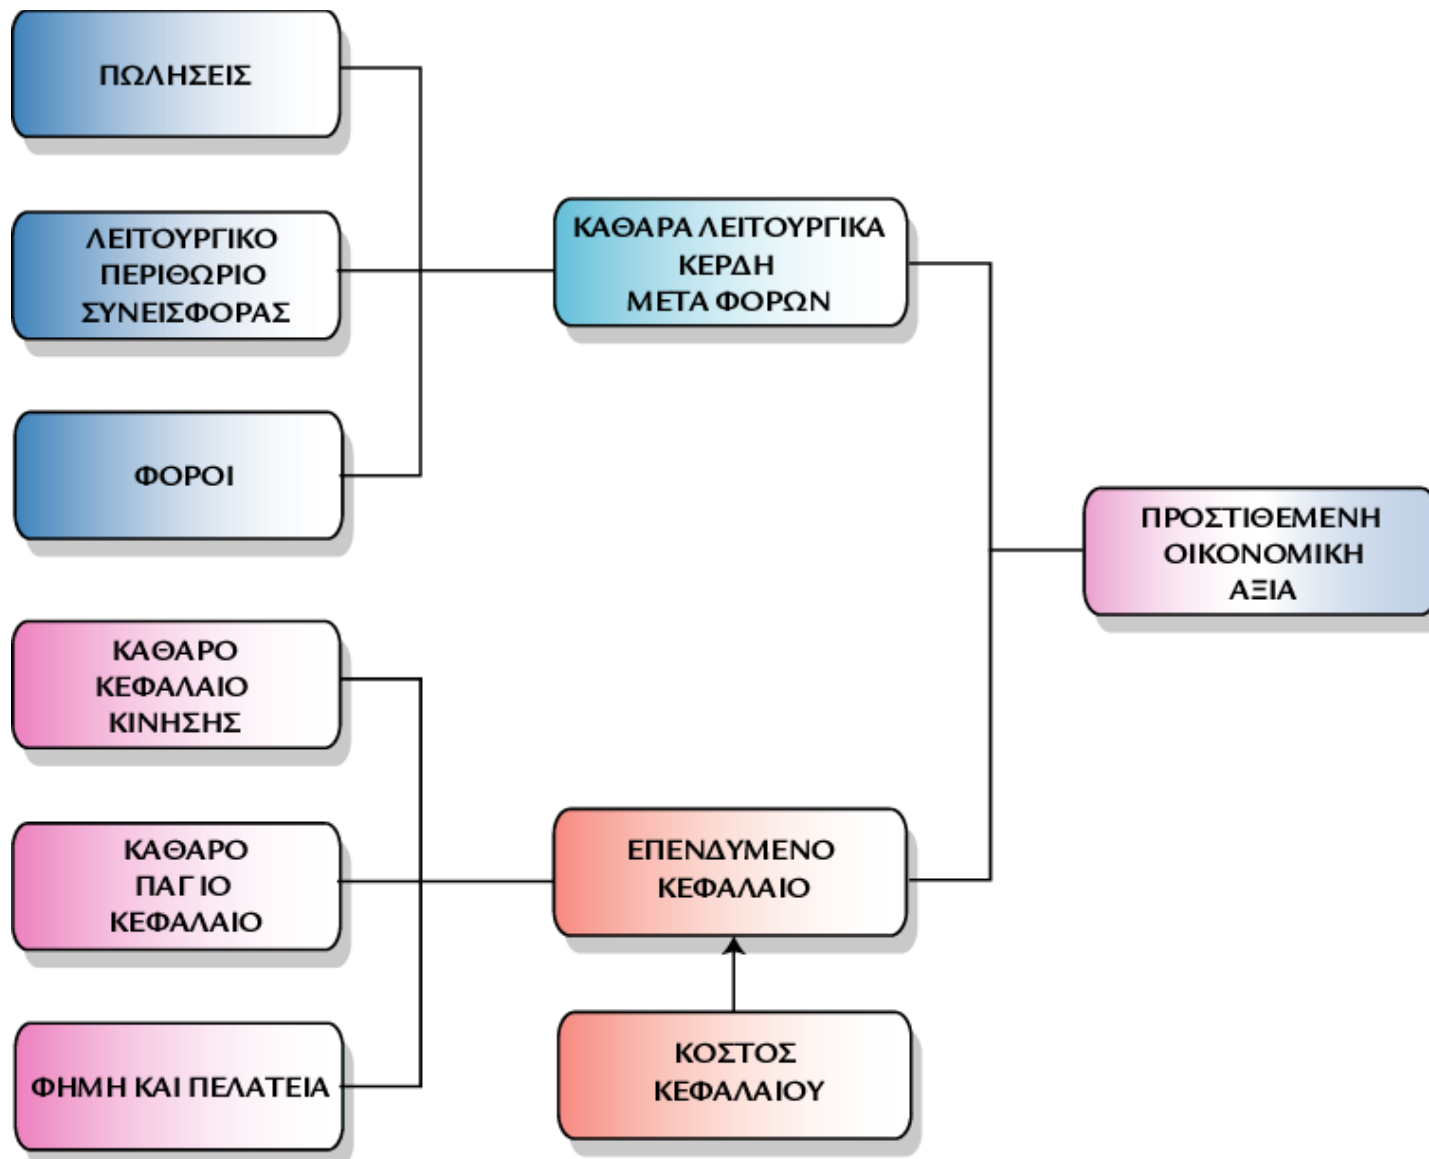 ΠΩΛΗΣΕΙΣ
ΛΕΙΤΟΥΡΓΙΚΟ
ΠΕΡΙΘΩΡΙΟ
ΣΥΝΕΙΣΦΟΡΑΣ
ΦΟΡΟΙ
ΚΑΘΑΡΑ ΛΕΙΤΟΥΡΓΙΚΑ
ΚΕΡΔΗ
ΜΕΤΑ ΦΟΡΩΝ
ΚΑΘΑΡΟ
ΚΕΦΑΛΑΙΟ
ΚΙΝΗΣΗΣ
ΚΑΘΑΡΟ
ΠΑΓΙΟ
ΚΕΦΑΛΑΙΟ
ΦΗΜΗ ΚΑΙ ΠΕΛΑΤΕΙΑ
ΕΠΕΝΔΥΜΕΝΟ
ΚΕΦΑΛΑΙΟ
ΚΟΣΤΟΣ
ΚΕΦΑΛΑΙΟΥ
ΠΡΟΣΤΙΘΕΜΕΝΗ
ΟΙΚΟΝΟΜΙΚΗ
ΑΞΙΑ